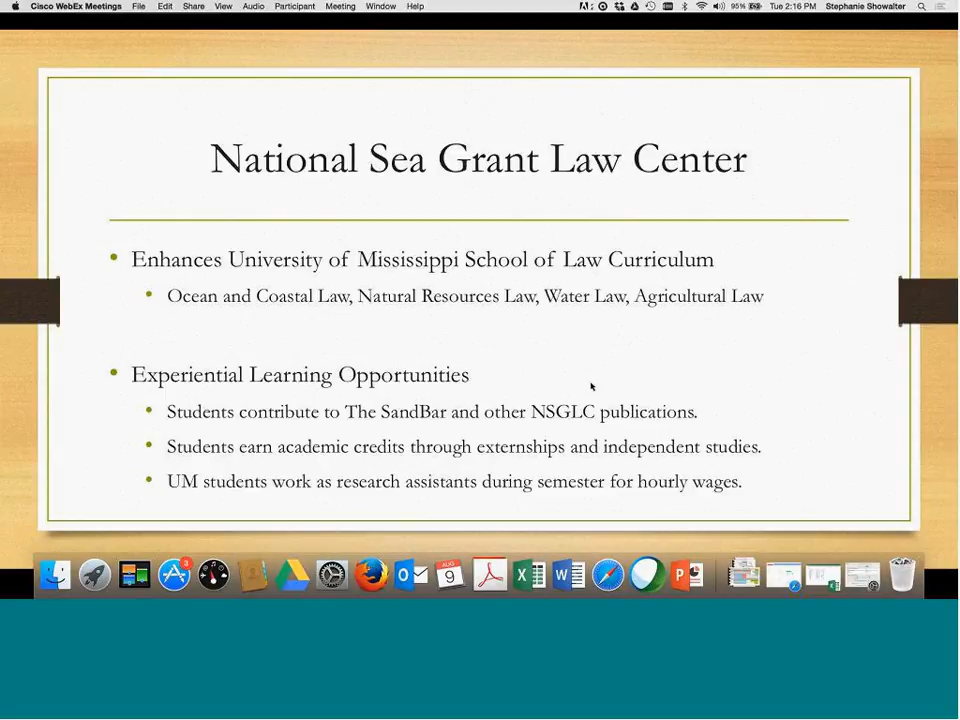 Cisco WebEx Meetings File Edit Share View Audio Participant Meeting Window Help 95% Tue 2:16 PM Stephanie Showalter
National Sea Grant Law Center
• Enhances University of Mississippi School of Law Curriculum
• Ocean and Coastal Law, Natural Resources Law, Water Law, Agricultural Law
• Experiential Learning Opportunities
• Students contribute to The SandBar and other NSGLC publications.
• Students earn academic credits through externships and independent studies.
• UM students work as research assistants during semester for hourly wages.
3
AUG
9